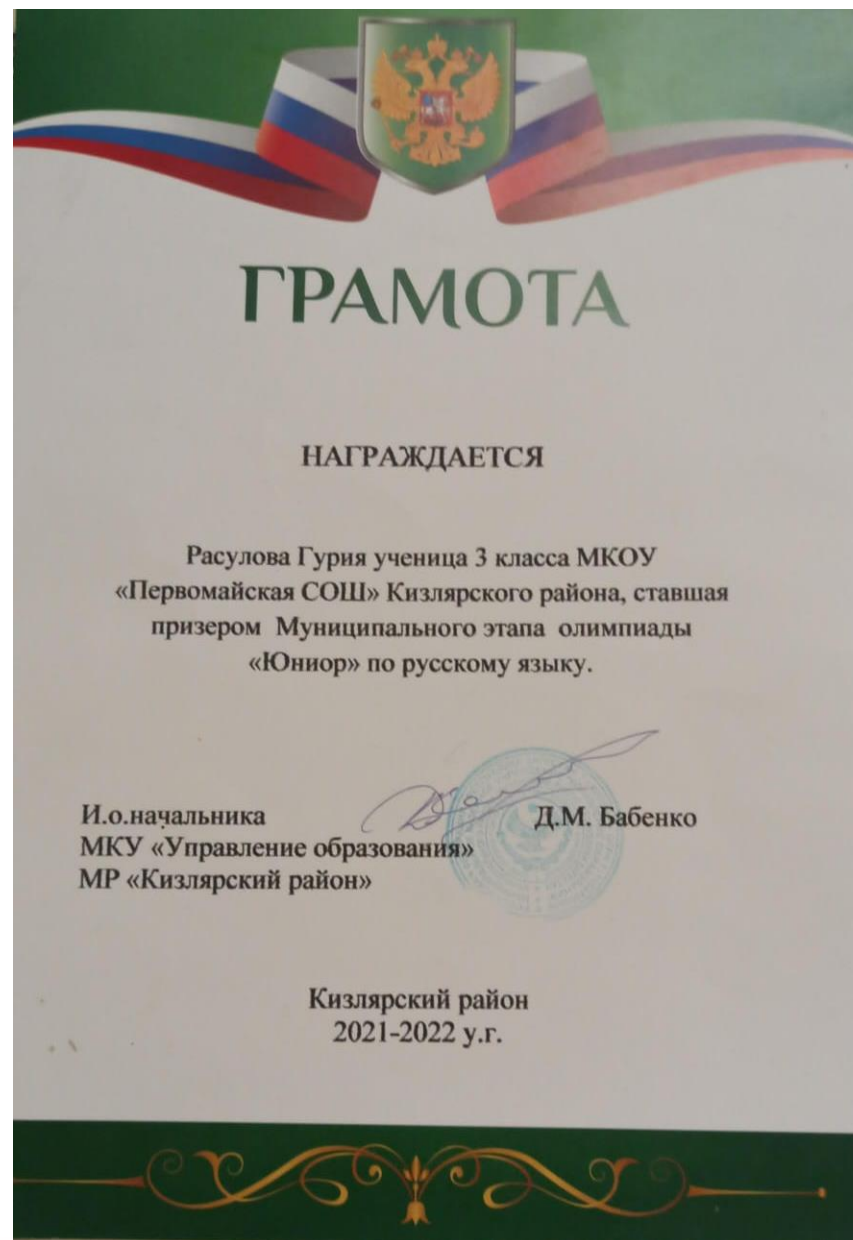 ГРАМОТА
НАГРАЖДАЕТСЯ
Расулова Гурия ученица 3 класса МКОУ
«Первомайская СОШ» Кизлярского района, ставшая
призером Муниципального этапа олимпиады
«Юниор» по русскому языку.
И.о.начальника Д.М. Бабенко
МКУ «Управление образования»
МР «Кизлярский район»
Кизлярский район
2021-2022 у.г.